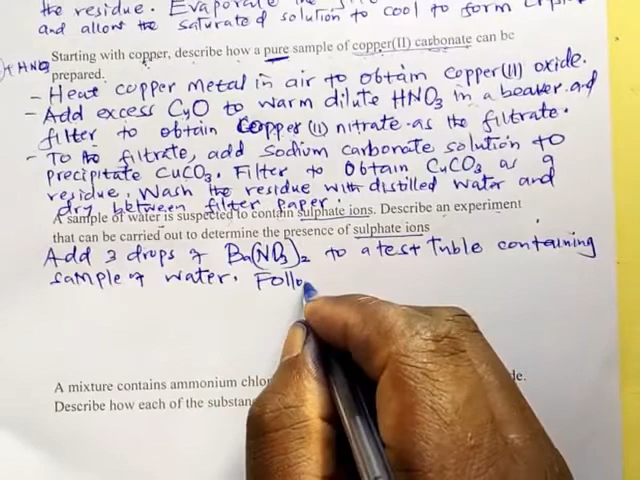 the residue. Evaporate the
and allow the saturated solution to cool to form
Starting with copper, describe how a pure sample of copper(II) carbonate can be
+ HNO3
prepared.
- Heat copper metal in air to obtain copper(II) oxide.
- Add excess CuO to warm dilute HNO3 in a beaker and
filter to obtain Copper (II) nitrate as the filtrate.
- To filtrate, add Sodium carbonate solution to
precipitate CuCO3. Filter to Obtain CuCO3 as a
residue. Wash the residue with distilled water and
dry between filter paper.
A sample of water is suspected to contain sulphate ions. Describe an experiment
that can be carried out to determine the presence of sulphate ions
Add 3 drops of Ba(NO3)2 to a test tube containing
sample of water. Follo
A mixture contains ammonium chlor de.
Describe how each of the substan